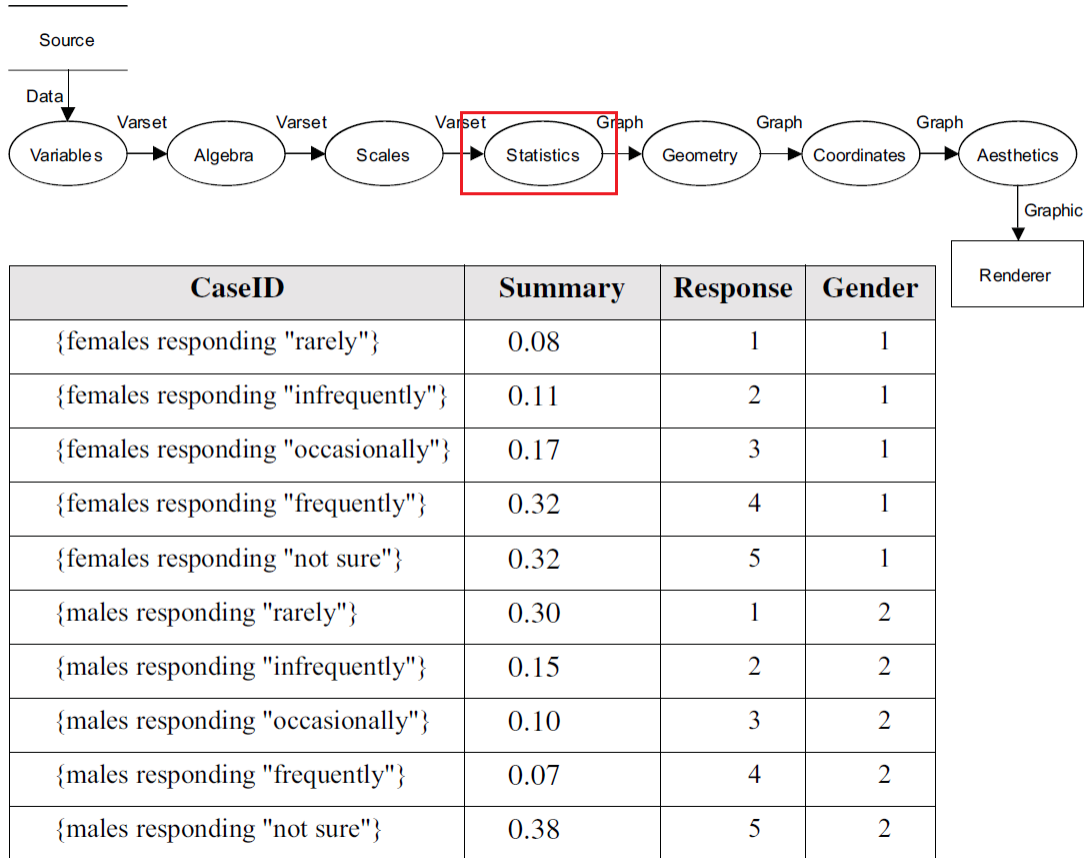 Source
Data
Varset Varset Varset Graph Graph Graph
Variables Algebra Scales Statistics Geometry Coordinates Aesthetics
Graphic
Renderer
CaseID Summary Response Gender
{females responding "rarely"} 0.08 1 1
{females responding "infrequently"} 0.11 2 1
{females responding "occasionally"} 0.17 3 1
{females responding "frequently"} 0.32 4 1
{females responding "not sure"} 0.32 5 1
{males responding "rarely"} 0.30 1 2
{males responding "infrequently"} 0.15 2 2
{males responding "occasionally"} 0.10 3 2
{males responding "frequently"} 0.07 4 2
{males responding "not sure"} 0.38 5 2